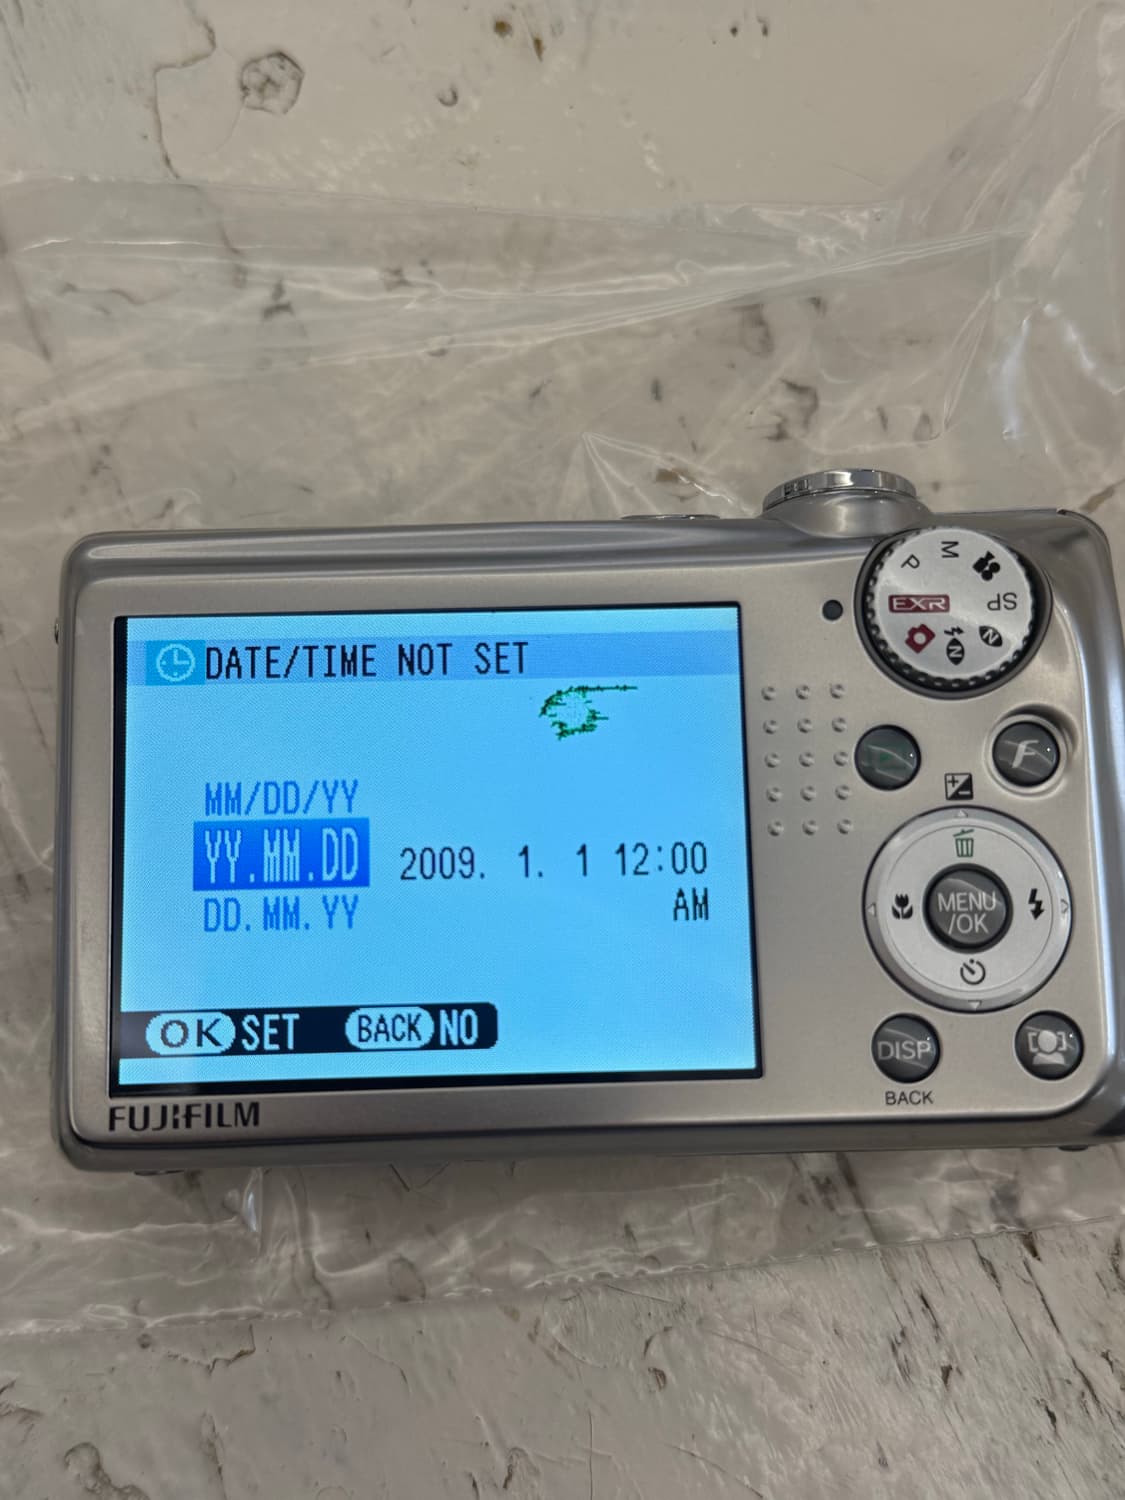 DATE/TIME NOT SET
MM/DD/YY
YY.MM.DD 2009. 1. 1 12:00
DD.MM.YY AM
OK SET BACK NO
FUJIFILM
P M
EXR SP
N N
F
MENU
/OK
DISP
BACK